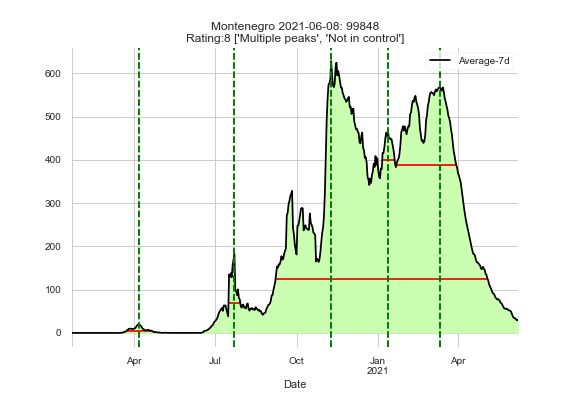 Montenegro 2021-06-08: 99848
Rating:8 ['Multiple peaks', 'Not in control']
Average-7d
600
500
400
300
200
100
0
Apr
Jul
Oct
Jan
2021
Apr
Date